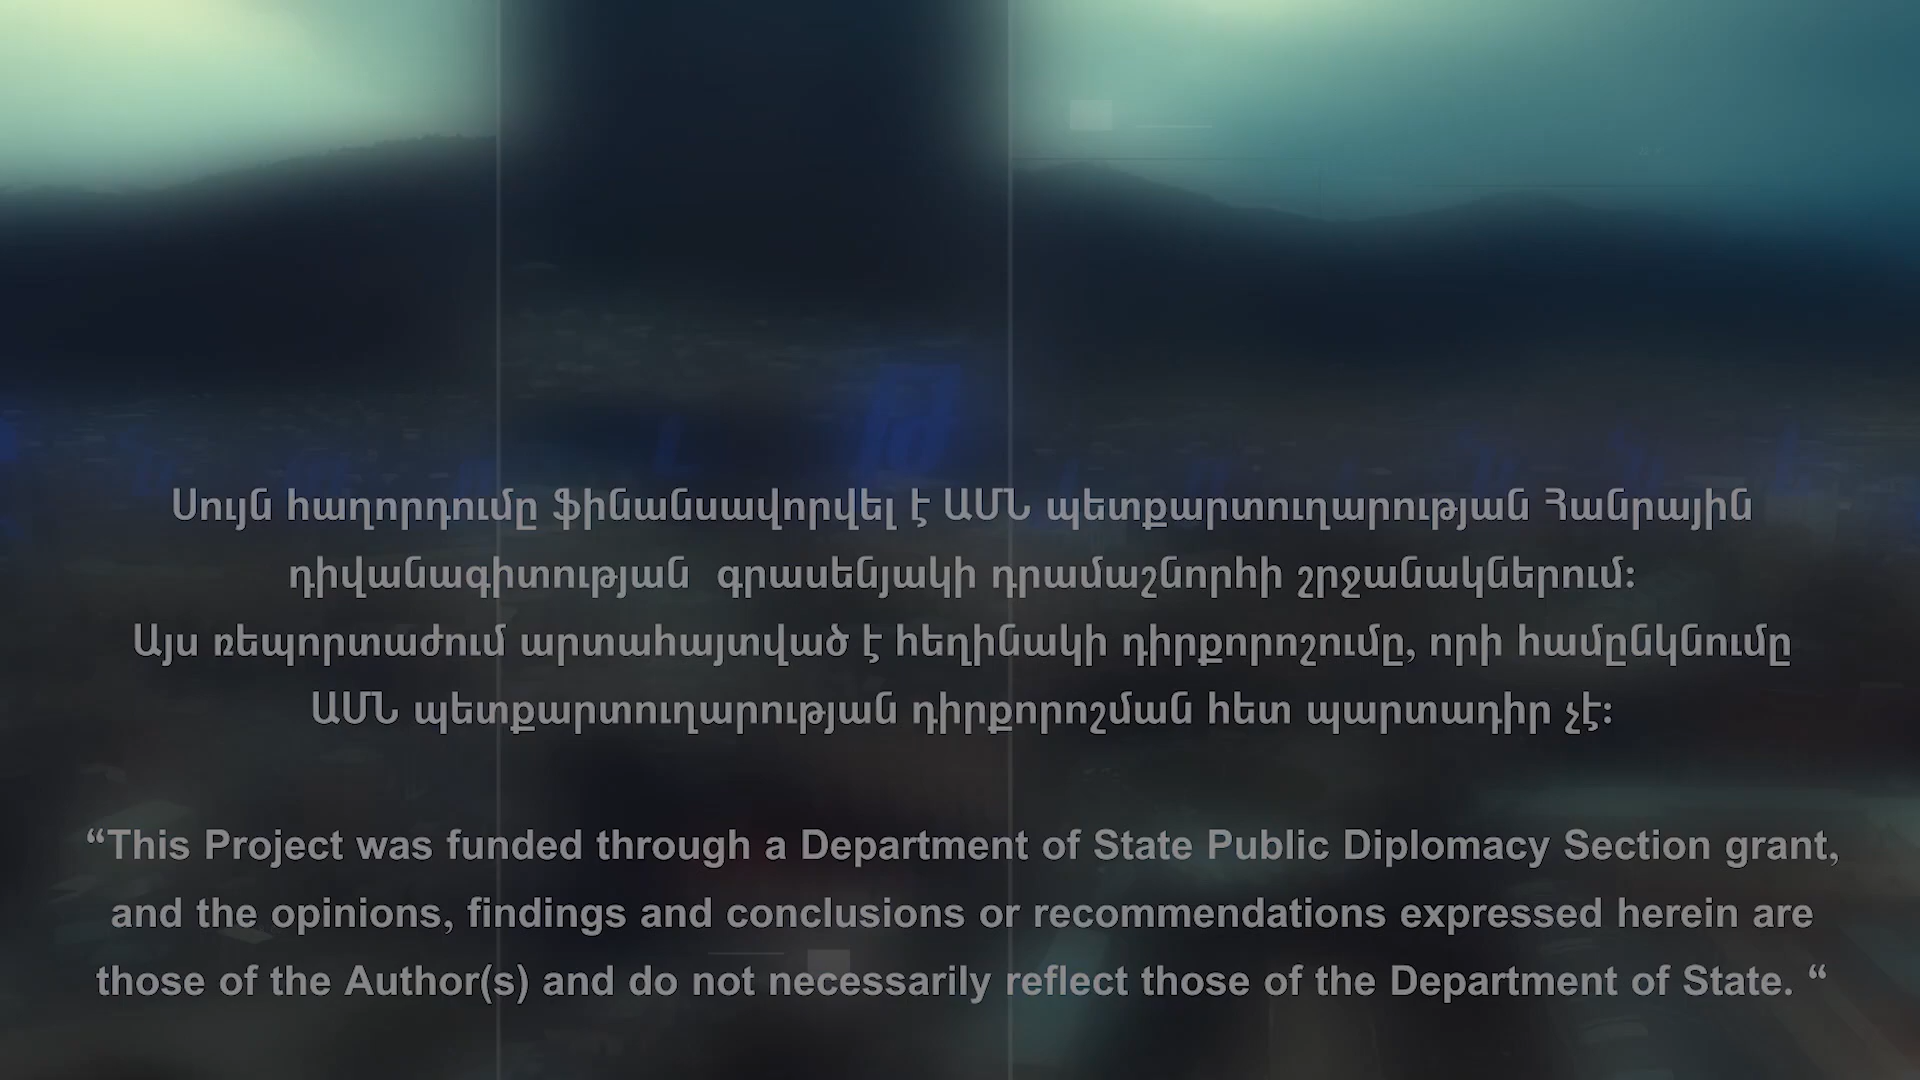 Սույն հաղորդումը ֆինանսավորվել է ԱՄՆ պետքարտուղարության Հանրային
դիվանագիտության գրասենյակի դրամաշնորհի շրջանակներում։
Այս ռեպորտաժում արտահայտված է հեղինակի դիրքորոշումը, որի համընկնումը
ԱՄՆ պետքարտուղարության դիրքորոշման հետ պարտադիր չէ։
“This Project was funded through a Department of State Public Diplomacy Section grant,
and the opinions, findings and conclusions or recommendations expressed herein are
those of the Author(s) and do not necessarily reflect those of the Department of State. “